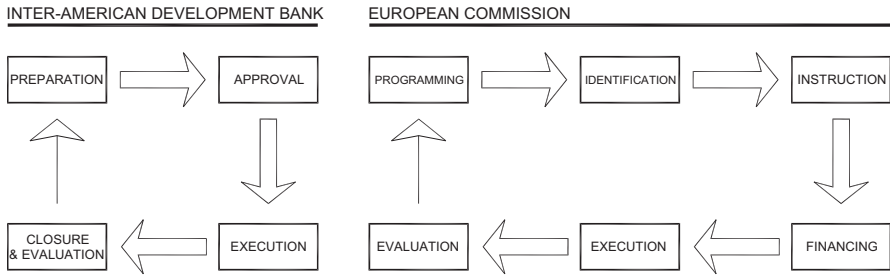 INTER-AMERICAN DEVELOPMENT BANK
EUROPEAN COMMISSION
PREPARATION
APPROVAL
PROGRAMMING
IDENTIFICATION
INSTRUCTION
CLOSURE
& EVALUATION
EXECUTION
EVALUATION
EXECUTION
FINANCING